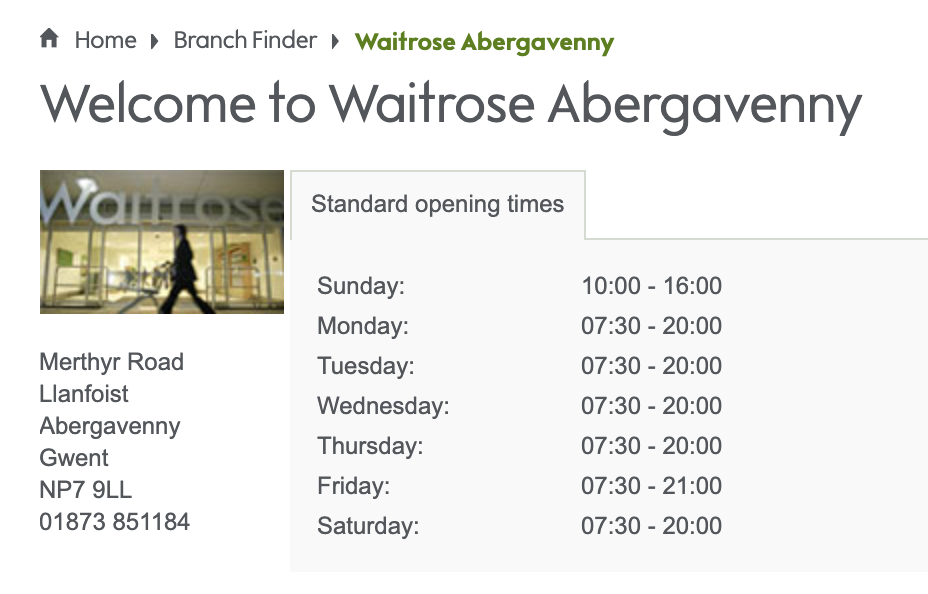 Home Branch Finder Waitrose Abergavenny
Welcome to Waitrose Abergavenny
Waitrose
Merthyr Road
Llanfoist
Abergavenny
Gwent
NP7 9LL
01873 851184
Standard opening times
Sunday: 10:00 - 16:00
Monday: 07:30 - 20:00
Tuesday: 07:30 - 20:00
Wednesday: 07:30 - 20:00
Thursday: 07:30 - 20:00
Friday: 07:30 - 21:00
Saturday: 07:30 - 20:00